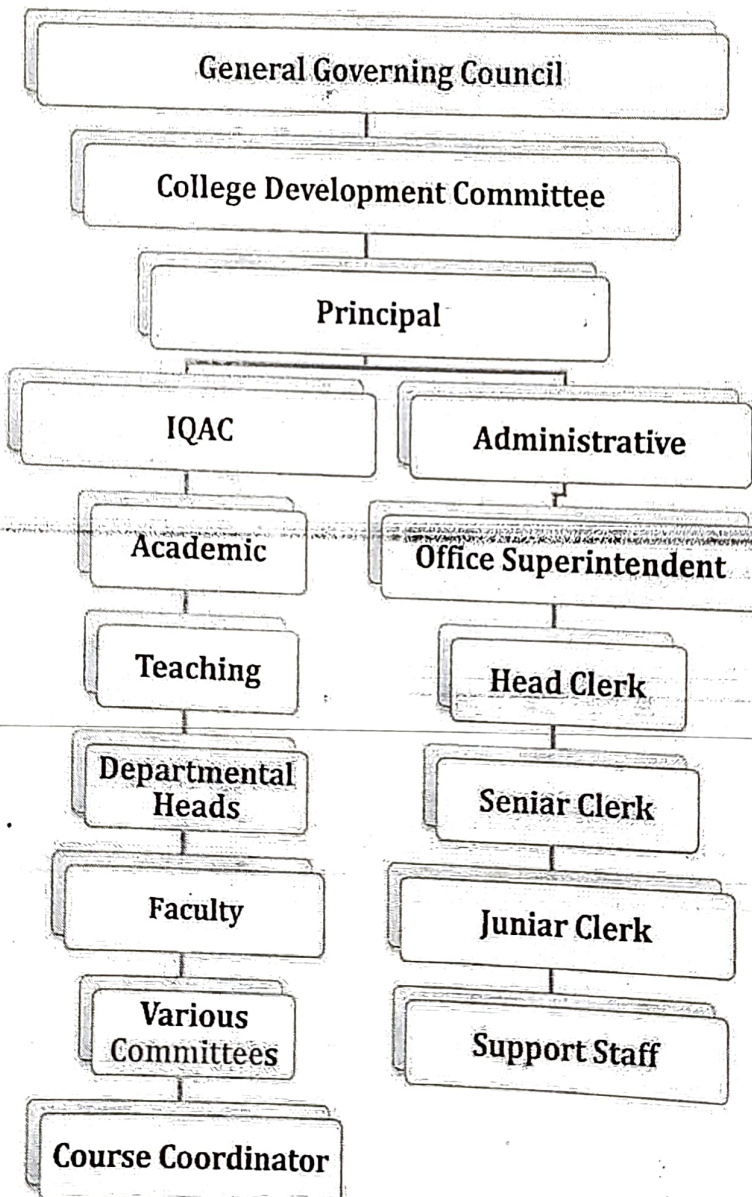 General Governing Council
College Development Committee
Principal
IQAC
Administrative
Academic
Office Superintendent
Teaching
Head Clerk
Departmental
Heads
Seniar Clerk
Faculty
Juniar Clerk
Various
Committees
Support Staff
Course Coordinator